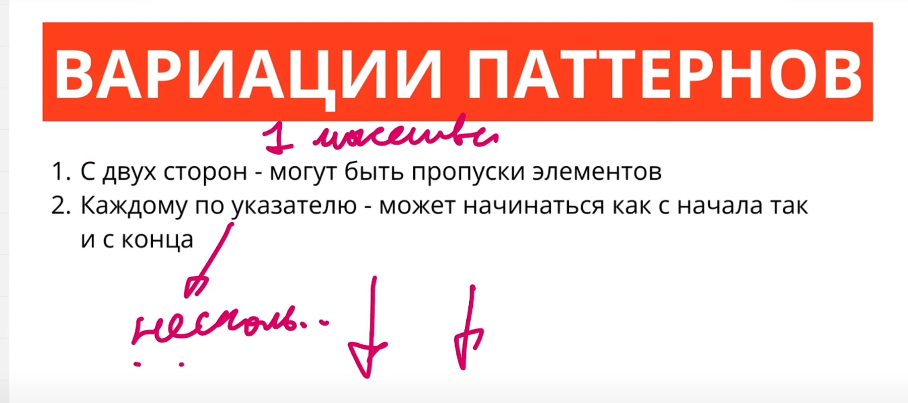 ВАРИАЦИИ ПАТТЕРНОВ
1 массив
1. С двух сторон - могут быть пропуски элементов
2. Каждому по указателю - может начинаться как с начала так
и с конца
несколь...